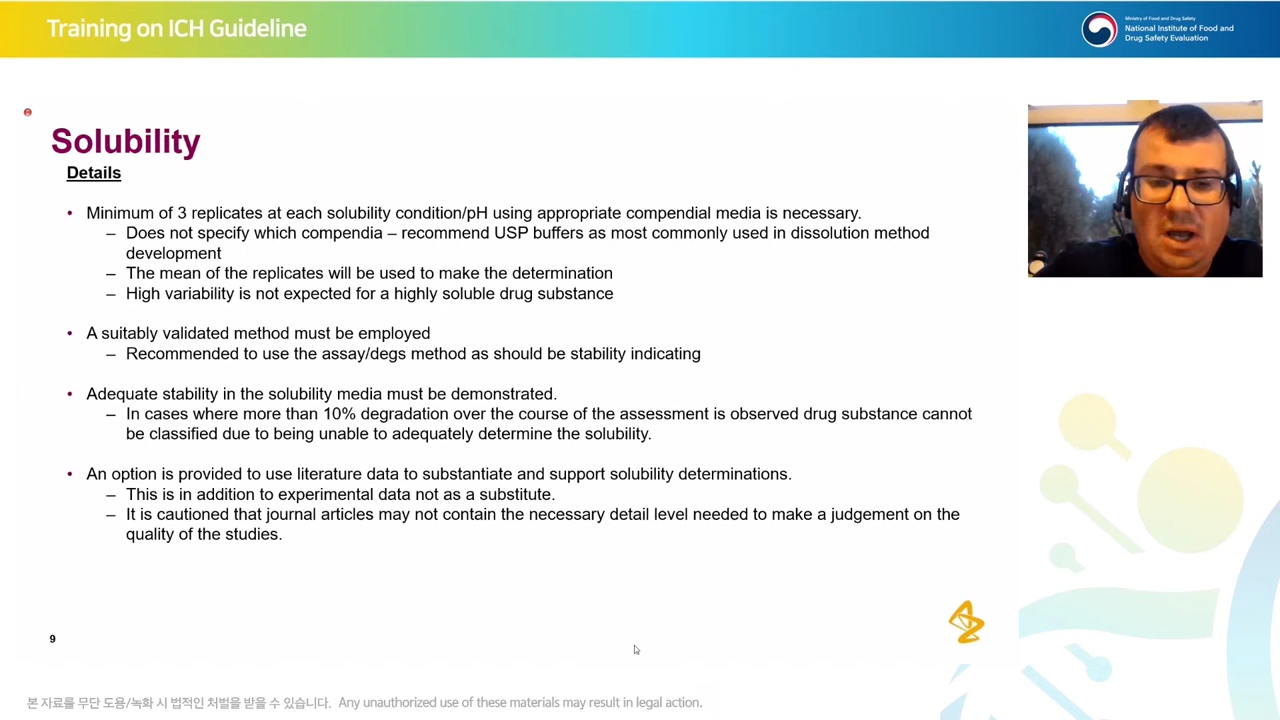 Training on ICH Guideline
Ministry of Food and Drug Safety
National Institute of Food and
Drug Safety Evaluation
Solubility
Details
• Minimum of 3 replicates at each solubility condition/pH using appropriate compendial media is necessary.
– Does not specify which compendia – recommend USP buffers as most commonly used in dissolution method
development
– The mean of the replicates will be used to make the determination
– High variability is not expected for a highly soluble drug substance
• A suitably validated method must be employed
– Recommended to use the assay/degs method as should be stability indicating
• Adequate stability in the solubility media must be demonstrated.
– In cases where more than 10% degradation over the course of the assessment is observed drug substance cannot
be classified due to being unable to adequately determine the solubility.
• An option is provided to use literature data to substantiate and support solubility determinations.
– This is in addition to experimental data not as a substitute.
– It is cautioned that journal articles may not contain the necessary detail level needed to make a judgement on the
quality of the studies.
9
본 자료를 무단 도용/녹화 시 법적인 처벌을 받을 수 있습니다. Any unauthorized use of these materials may result in legal action.